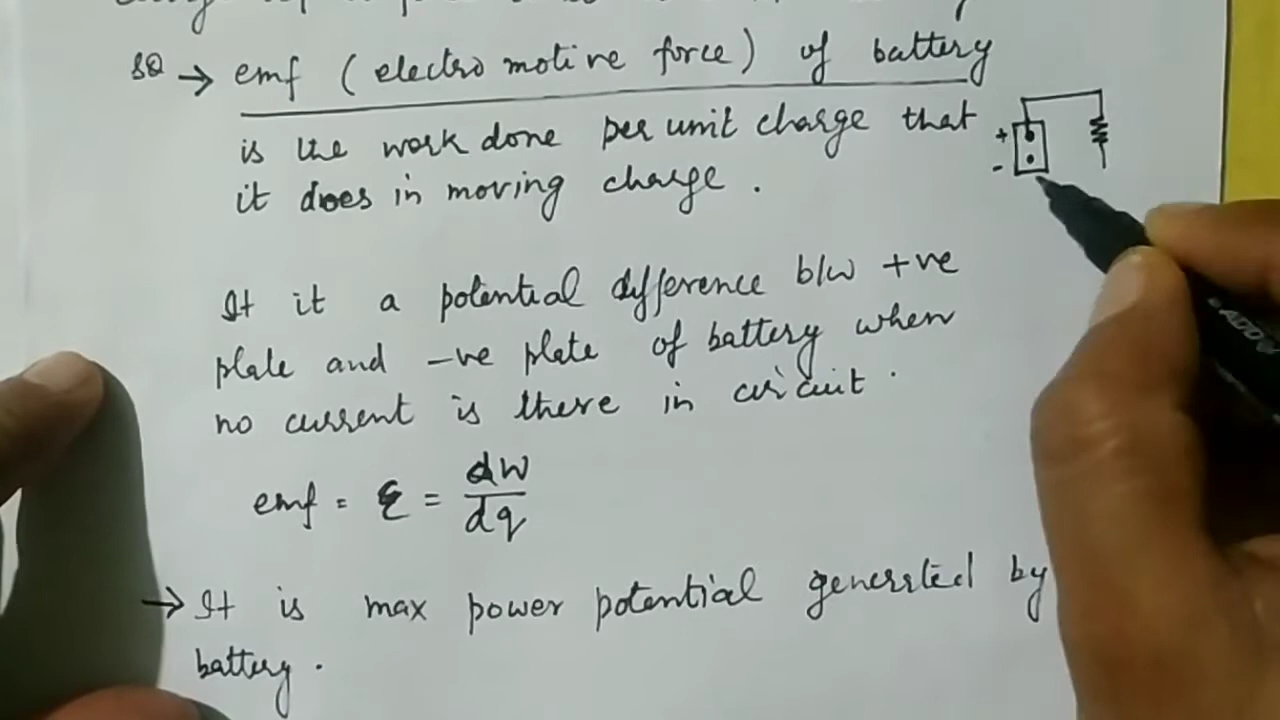 SQ → emf (electro motive force) of battery
is the work done per unit charge that
it does in moving charge .
+
-
It it a potential difference b/w +ve
plate and -ve plate of battery when
no current is there in circuit .
emf = ε = dW/dq
→ It is max power potential generated by
battery .